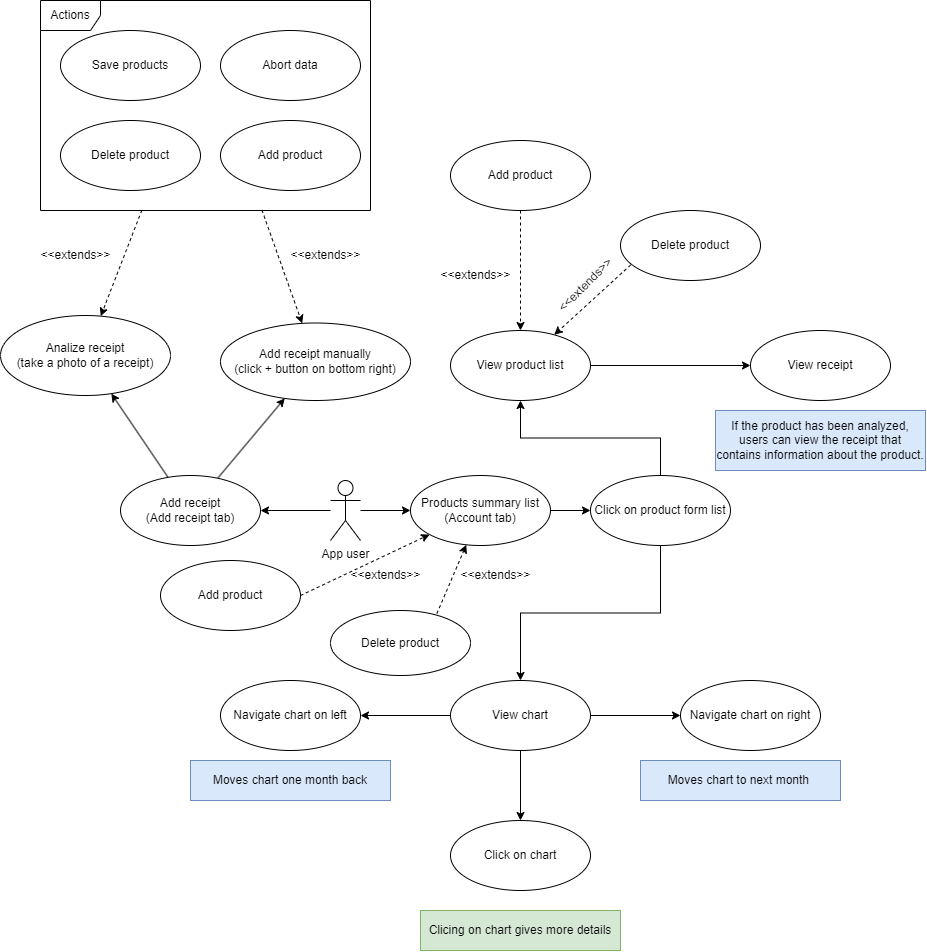 Actions
Save products
Abort data
Delete product
Add product
<<extends>>
<<extends>>
Add product
Delete product
<<extends>>
<<extends>>
Analize receipt
(take a photo of a receipt)
Add receipt manually
(click + button on bottom right)
View product list
View receipt
If the product has been analyzed,
users can view the receipt that
contains information about the product.
Add receipt
(Add receipt tab)
App user
Products summary list
(Account tab)
Click on product form list
<<extends>>
<<extends>>
Add product
Delete product
Navigate chart on left
View chart
Navigate chart on right
Moves chart one month back
Moves chart to next month
Click on chart
Clicing on chart gives more details